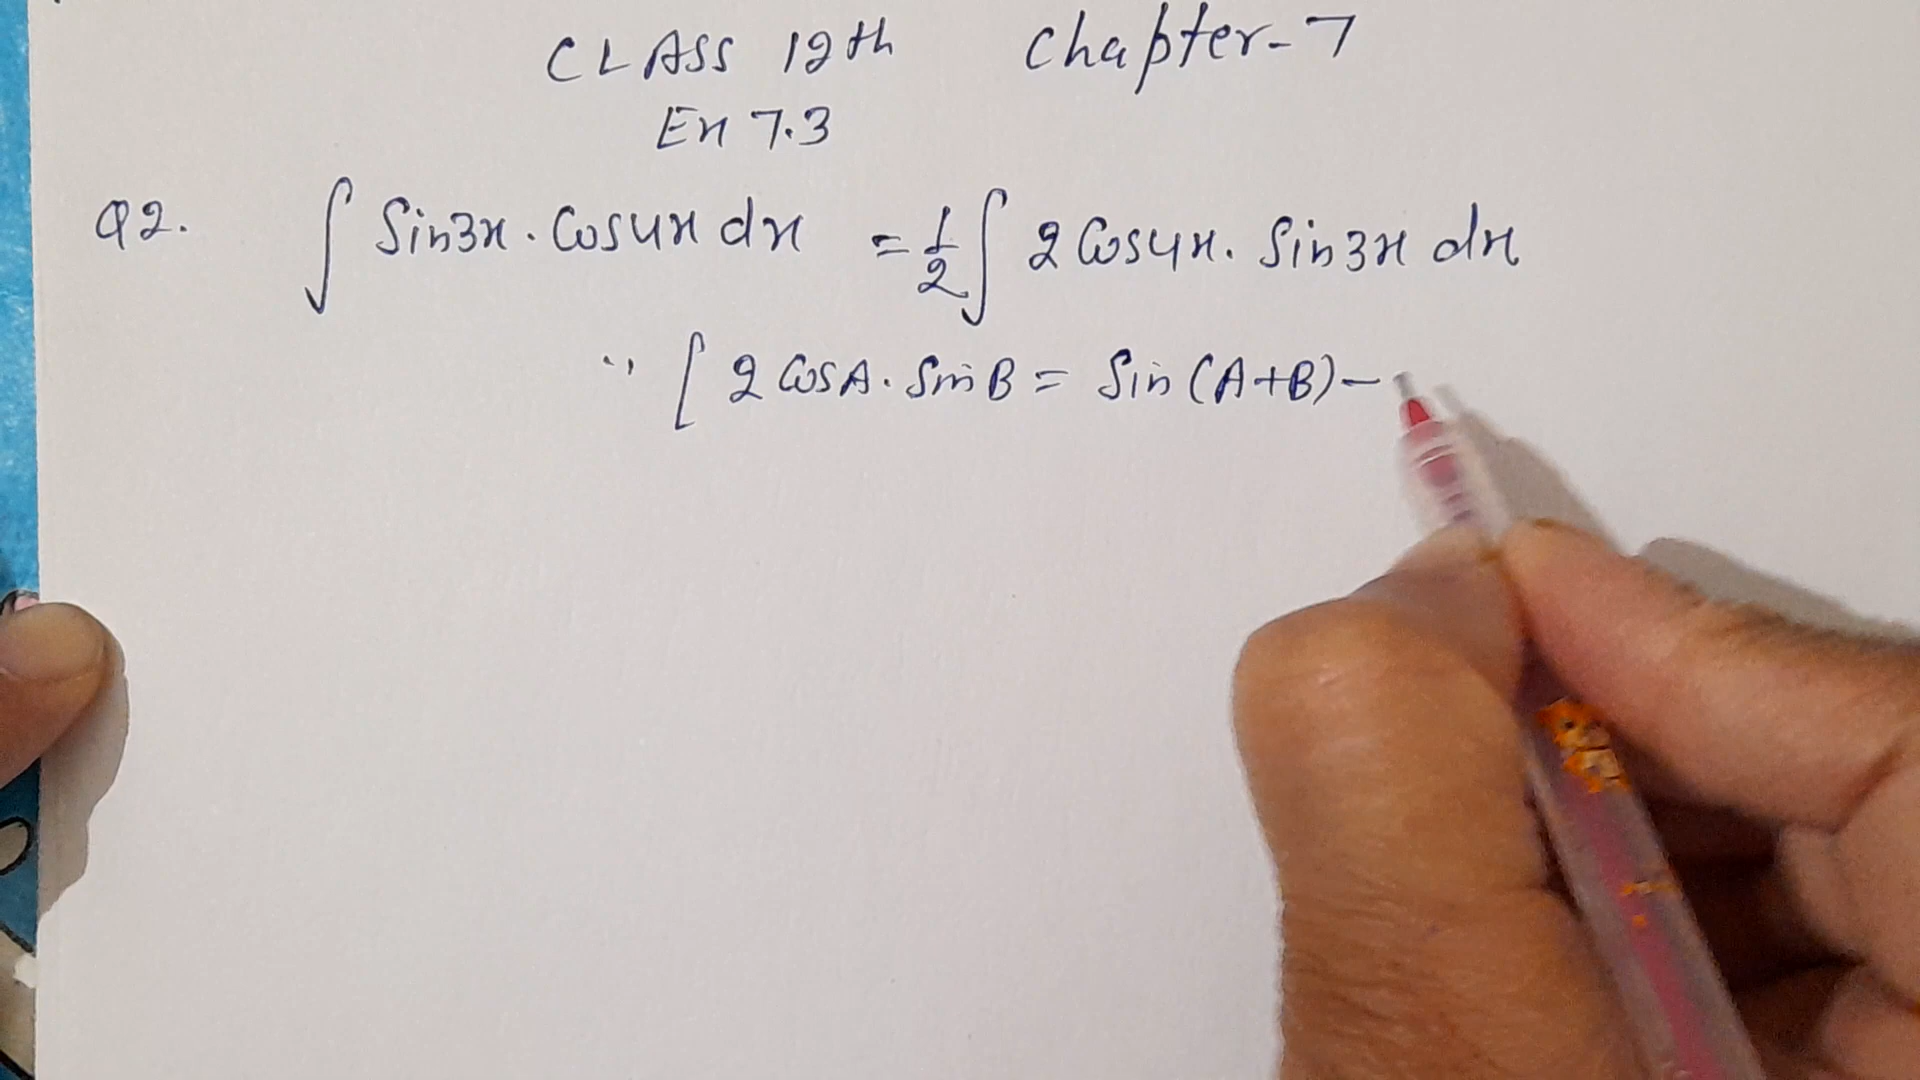 CLASS 12th Chapter-7
Ex 7.3
Q2. ∫ Sin3x . Cos4x dx = 1/2 ∫ 2 Cos4x. Sin3x dx
∵ [ 2 CosA. Sin B = Sin (A+B) -